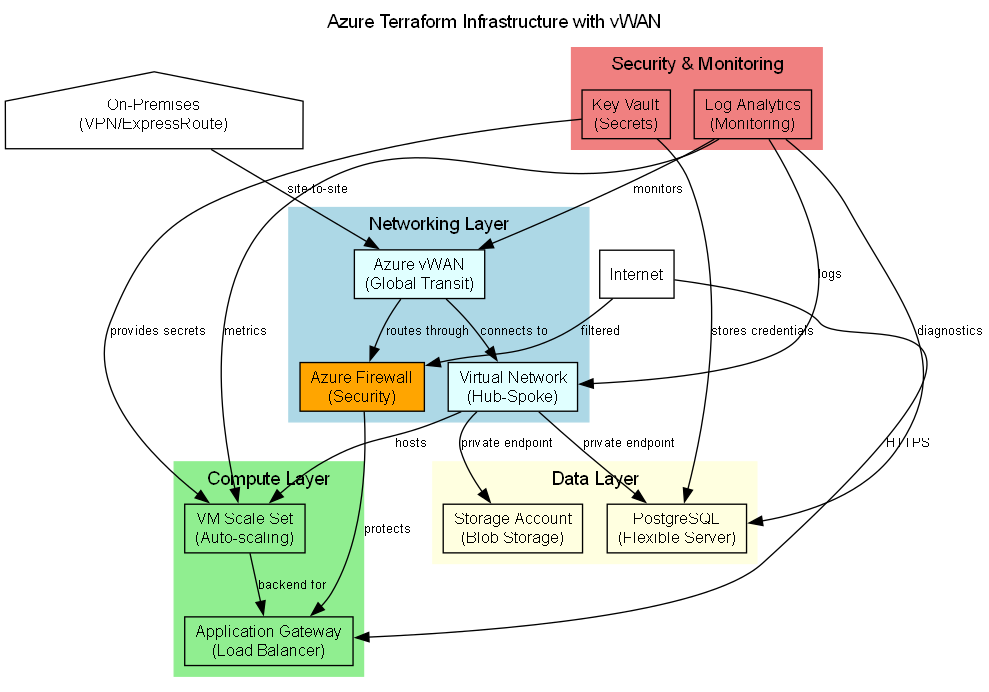 Azure Terraform Infrastructure with vWAN
Security & Monitoring
On-Premises
(VPN/ExpressRoute)
Key Vault
(Secrets)
Log Analytics
(Monitoring)
site-to-site
monitors
Networking Layer
Azure vWAN
(Global Transit)
Internet
logs
provides secrets
metrics
routes through
connects to
filtered
stores credentials
diagnostics
Azure Firewall
(Security)
Virtual Network
(Hub-Spoke)
hosts
private endpoint
private endpoint
HTTPS
Compute Layer
Data Layer
VM Scale Set
(Auto-scaling)
protects
Storage Account
(Blob Storage)
PostgreSQL
(Flexible Server)
backend for
Application Gateway
(Load Balancer)